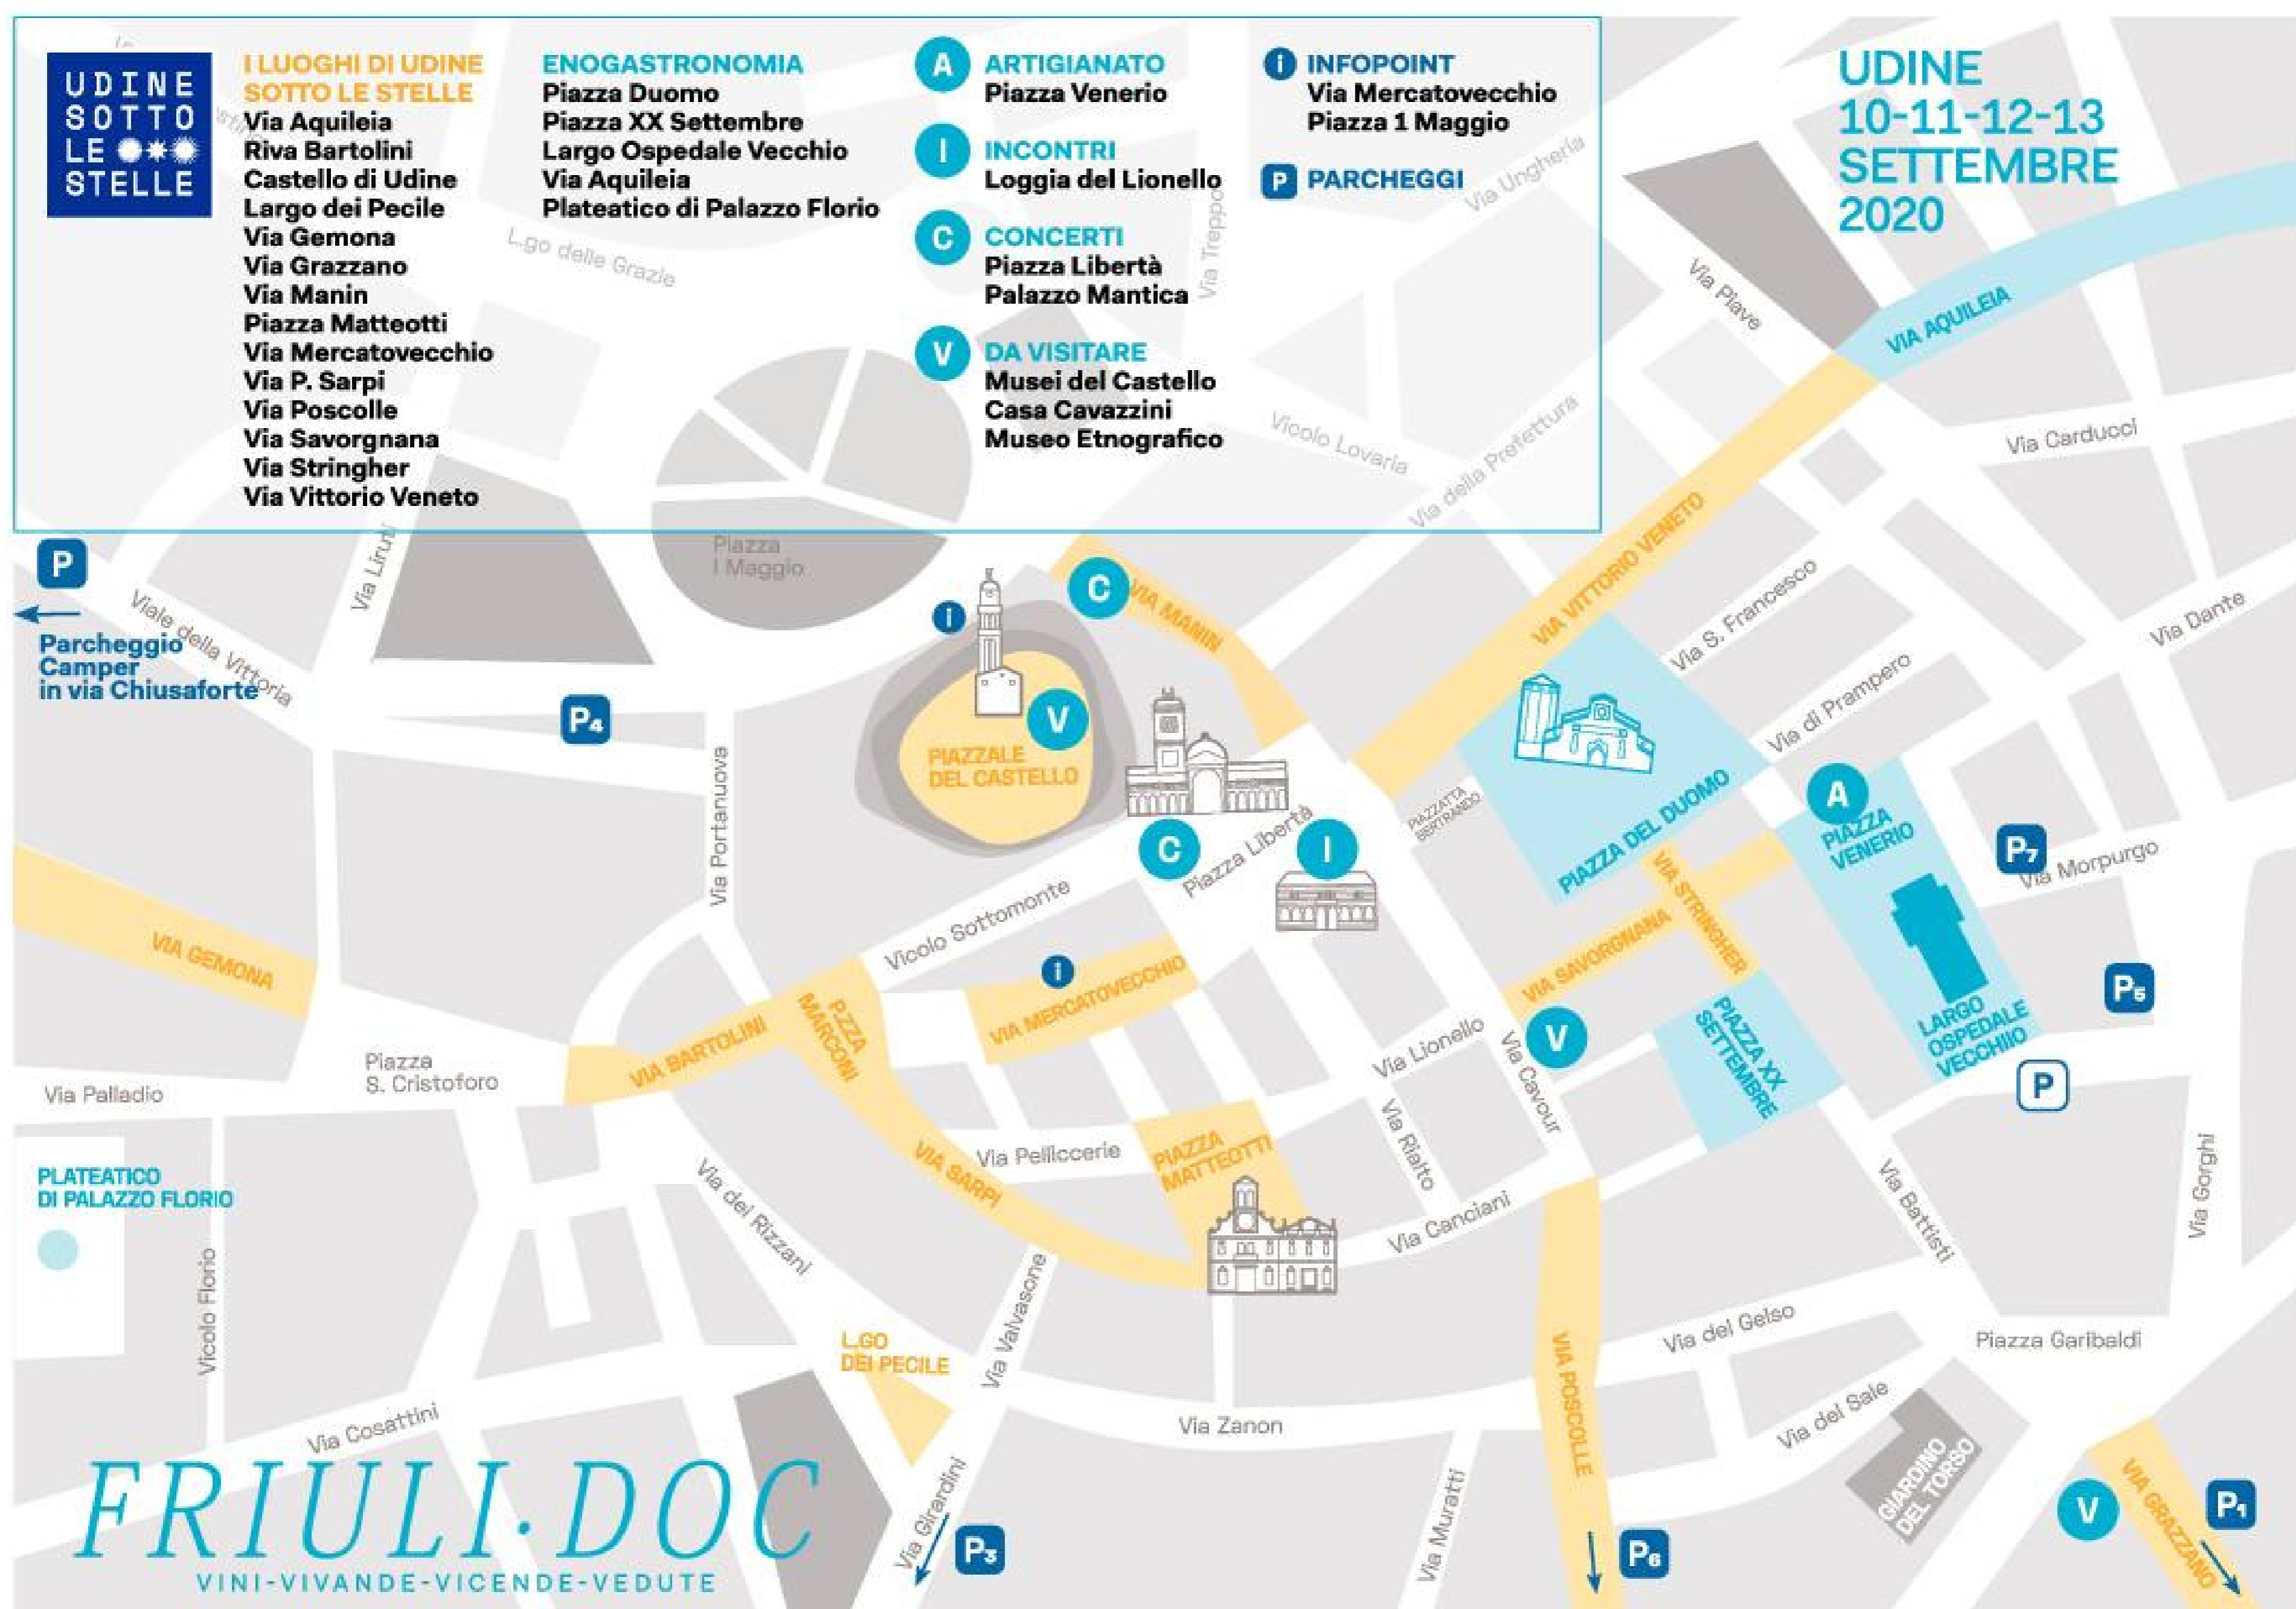 UDINE
SOTTO
LE
STELLE
I LUOGHI DI UDINE
SOTTO LE STELLE
Via Aquileia
Riva Bartolini
Castello di Udine
Largo dei Pecile
Via Gemona
Via Grazzano
Via Manin
Piazza Matteotti
Via Mercatovecchio
Via P. Sarpi
Via Poscolle
Via Savorgnana
Via Stringher
Via Vittorio Veneto
ENOGASTRONOMIA
Piazza Duomo
Piazza XX Settembre
Largo Ospedale Vecchio
Via Aquileia
Plateatico di Palazzo Florio
A ARTIGIANATO
Piazza Venerio
I INCONTRI
Loggia del Lionello
C CONCERTI
Piazza Libertà
Palazzo Mantica
V DA VISITARE
Musei del Castello
Casa Cavazzini
Museo Etnografico
i INFOPOINT
Via Mercatovecchio
Piazza 1 Maggio
P PARCHEGGI
UDINE
10-11-12-13
SETTEMBRE
2020
L.go delle Grazie
Via Treppo
Via Ungheria
Vicolo Lovaria
Via della Prefettura
Via Piave
VIA AQUILEIA
Via Carducci
VIA VITTORIO VENETO
Via S. Francesco
Via Dante
Via di Prampero
P
Parcheggio
Camper
in via Chiusaforte
Viale della Vittoria
Via Liruti
Piazza
I Maggio
P4
Via Portanuova
i
C
VIA MANIN
V
PIAZZALE
DEL CASTELLO
C
Piazza Libertà
I
PIAZZATTA
BERTRANDO
PIAZZA DEL DUOMO
A
PIAZZA
VENERIO
P7
Via Morpurgo
VIA GEMONA
Vicolo Sottomonte
i
VIA MERCATOVECCHIO
VIA STRINGHER
VIA SAVORGNANA
V
PIAZZA XX
SETTEMBRE
LARGO
OSPEDALE
VECCHIIO
P5
P
VIA BARTOLINI
P.ZZA
MARCONI
Piazza
S. Cristoforo
Via Palladio
Via Lionello
Via Cavour
Via Rialto
Via Pelliccerie
PIAZZA
MATTEOTTI
VIA SARPI
Via Canciani
PLATEATICO
DI PALAZZO FLORIO
Vicolo Florio
Via dei Rizzani
Via Valvasone
Via Battisti
Via Gorghi
L.GO
DEI PECILE
Via del Gelso
Piazza Garibaldi
Via Cosattini
Via Zanon
VIA POSCOLLE
Via del Sale
GIARDINO
DEL TORSO
Via Girardini
P3
Via Muratti
P6
V
VIA GRAZZANO
P1
FRIULI·DOC
VINI-VIVANDE-VICENDE-VEDUTE